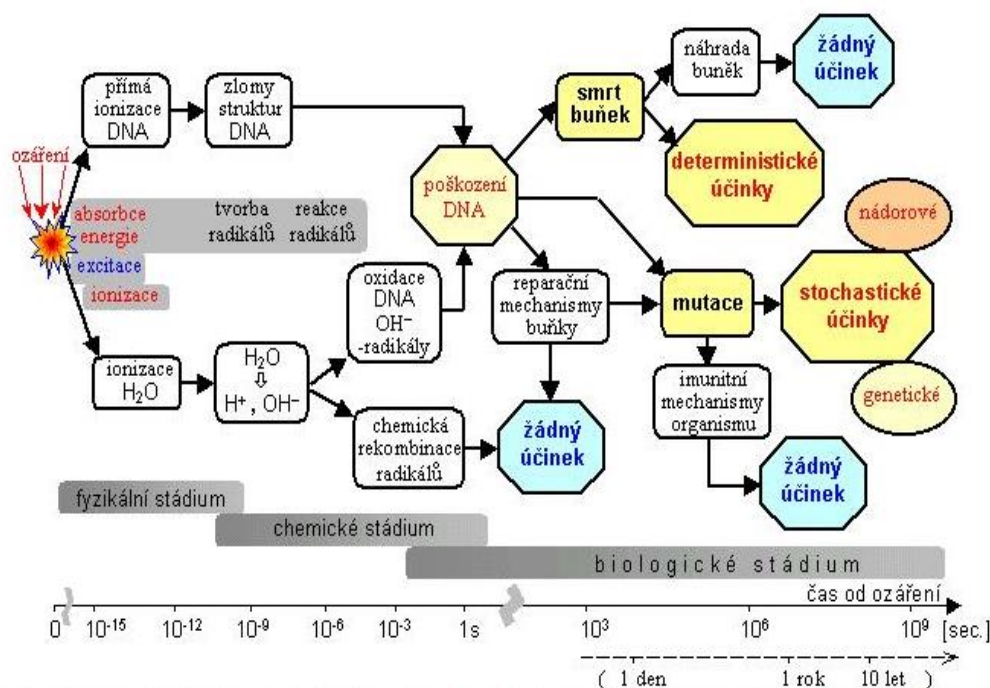 přímá
ionizace
DNA
zlomy
struktur
DNA
smrt
buňek
náhrada
buněk
žádný
účinek
ozáření
poškození
DNA
deterministické
účinky
absorbce
energie
tvorba
radikálů
reakce
radikálů
excitace
ionizace
nádorové
oxidace
DNA
OH⁻
-radikály
reparační
mechanismy
buňky
mutace
stochastické
účinky
ionizace
H₂O
H₂O
⇩
H⁺ , OH⁻
imunitní
mechanismy
organismu
genetické
chemická
rekombinace
radikálů
žádný
účinek
žádný
účinek
fyzikální stádium
chemické stádium
biologické stádium
čas od ozáření
0 10⁻¹⁵ 10⁻¹² 10⁻⁹ 10⁻⁶ 10⁻³ 1s 10³ 10⁶ 10⁹ [sec.]
( 1 den 1 rok 10 let )